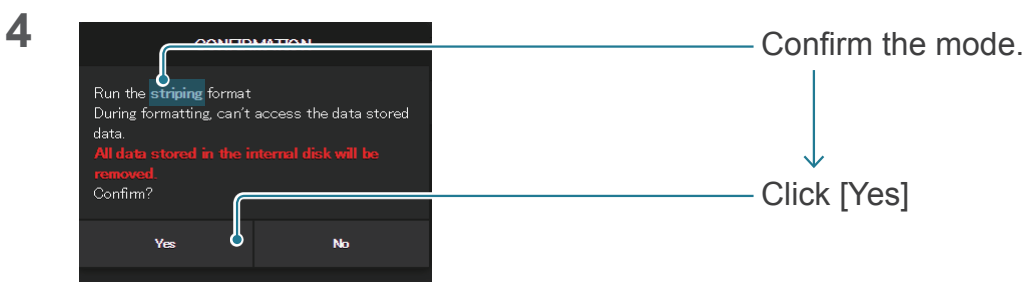 4
CONFIRMATION
Confirm the mode.
Run the striping format
During formatting, can't access the data stored
data.
All data stored in the internal disk will be
removed.
Confirm?
Click [Yes]
Yes
No